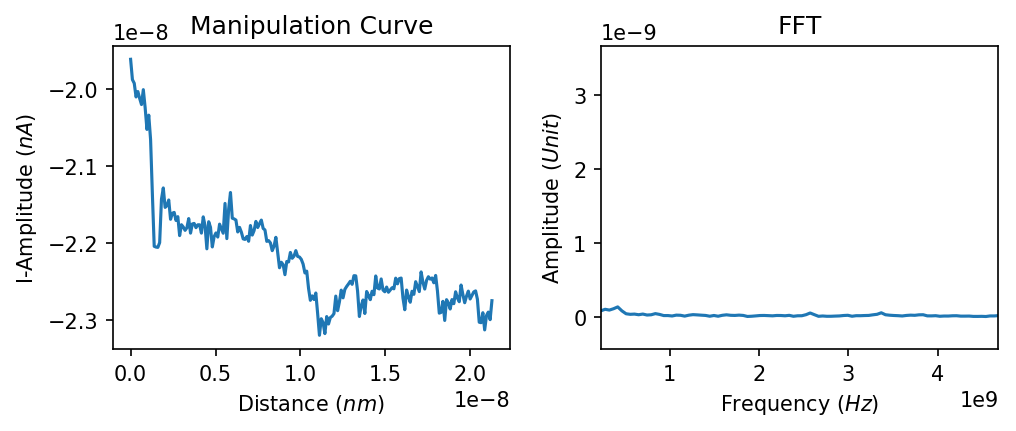 Manipulation Curve
1e−8
−2.0
−2.1
−2.2
−2.3
I-Amplitude (nA)
0.0 0.5 1.0 1.5 2.0
1e−8
Distance (nm)
FFT
1e−9
3
2
1
0
Amplitude (Unit)
1 2 3 4
1e9
Frequency (Hz)